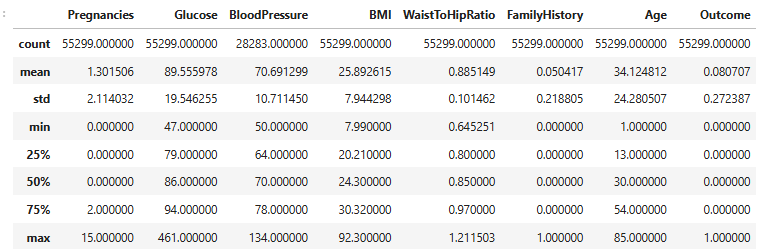 Pregnancies Glucose BloodPressure BMI WaistToHipRatio FamilyHistory Age Outcome
count 55299.000000 55299.000000 28283.000000 55299.000000 55299.000000 55299.000000 55299.000000 55299.000000
mean 1.301506 89.555978 70.691299 25.892615 0.885149 0.050417 34.124812 0.080707
std 2.114032 19.546255 10.711450 7.944298 0.101462 0.218805 24.280507 0.272387
min 0.000000 47.000000 50.000000 7.990000 0.645251 0.000000 1.000000 0.000000
25% 0.000000 79.000000 64.000000 20.210000 0.800000 0.000000 13.000000 0.000000
50% 0.000000 86.000000 70.000000 24.300000 0.850000 0.000000 30.000000 0.000000
75% 2.000000 94.000000 78.000000 30.320000 0.970000 0.000000 54.000000 0.000000
max 15.000000 461.000000 134.000000 92.300000 1.211503 1.000000 85.000000 1.000000